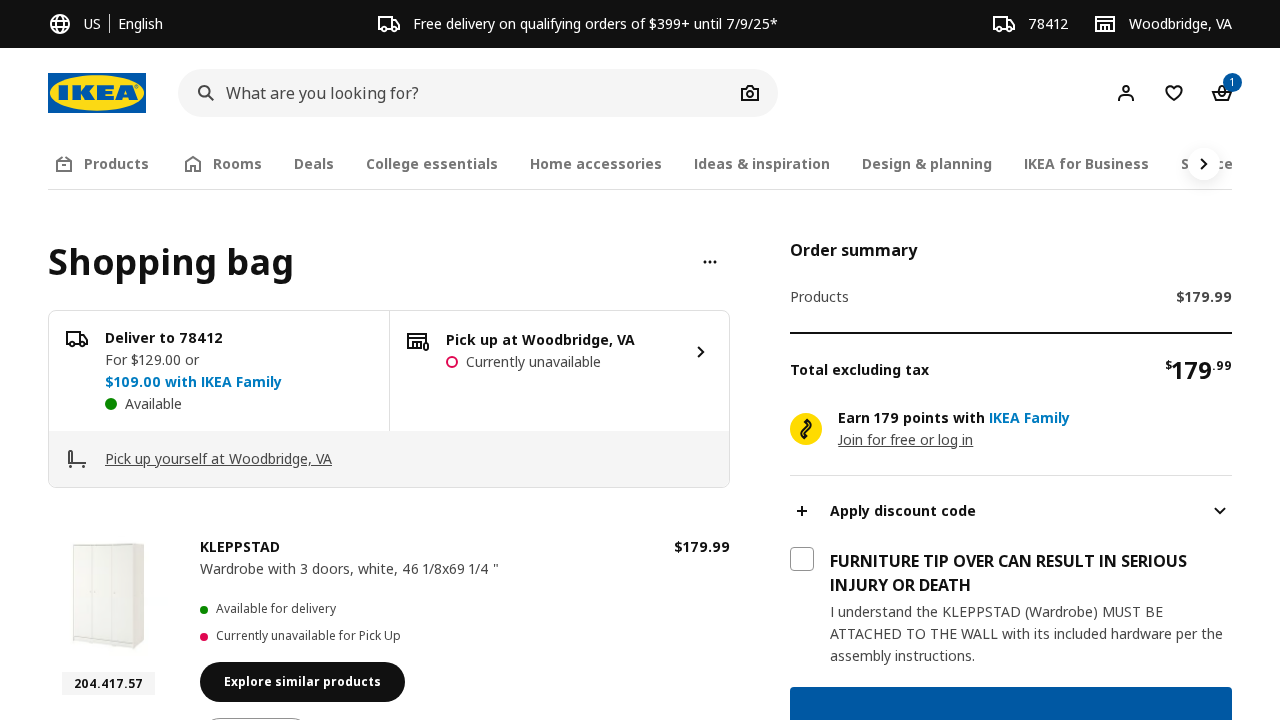 US English
Free delivery on qualifying orders of $399+ until 7/9/25*
78412
Woodbridge, VA
IKEA
What are you looking for?
1
Products
Rooms
Deals
College essentials
Home accessories
Ideas & inspiration
Design & planning
IKEA for Business
Shopping bag
Deliver to 78412
For $129.00 or
$109.00 with IKEA Family
Available
Pick up at Woodbridge, VA
Currently unavailable
Pick up yourself at Woodbridge, VA
KLEPPSTAD
$179.99
Wardrobe with 3 doors, white, 46 1/8x69 1/4 "
Available for delivery
Currently unavailable for Pick Up
204.417.57
Explore similar products
Order summary
Products
$179.99
Total excluding tax
$179.99
Earn 179 points with IKEA Family
Join for free or log in
Apply discount code
FURNITURE TIP OVER CAN RESULT IN SERIOUS
INJURY OR DEATH
I understand the KLEPPSTAD (Wardrobe) MUST BE
ATTACHED TO THE WALL with its included hardware per the
assembly instructions.